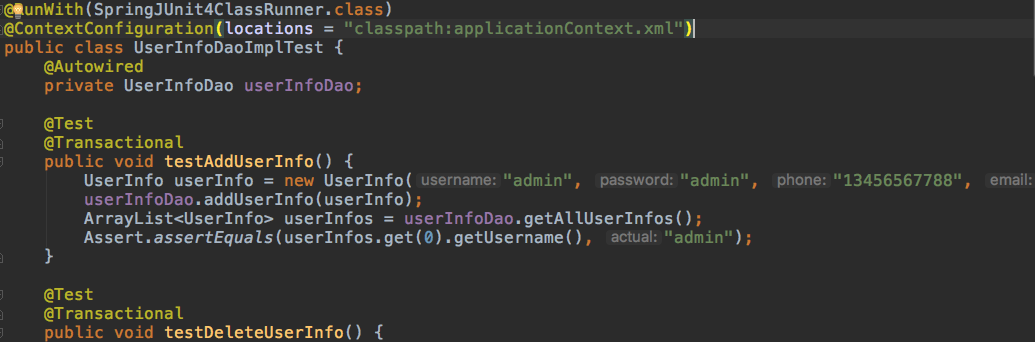 @RunWith(SpringJUnit4ClassRunner.class)
@ContextConfiguration(locations = "classpath:applicationContext.xml")
public class UserInfoDaoImplTest {
@Autowired
private UserInfoDao userInfoDao;
@Test
@Transactional
public void testAddUserInfo() {
UserInfo userInfo = new UserInfo( username: "admin", password: "admin", phone: "13456567788", email:
userInfoDao.addUserInfo(userInfo);
ArrayList<UserInfo> userInfos = userInfoDao.getAllUserInfos();
Assert.assertEquals(userInfos.get(0).getUsername(), actual: "admin");
}
@Test
@Transactional
public void testDeleteUserInfo() {